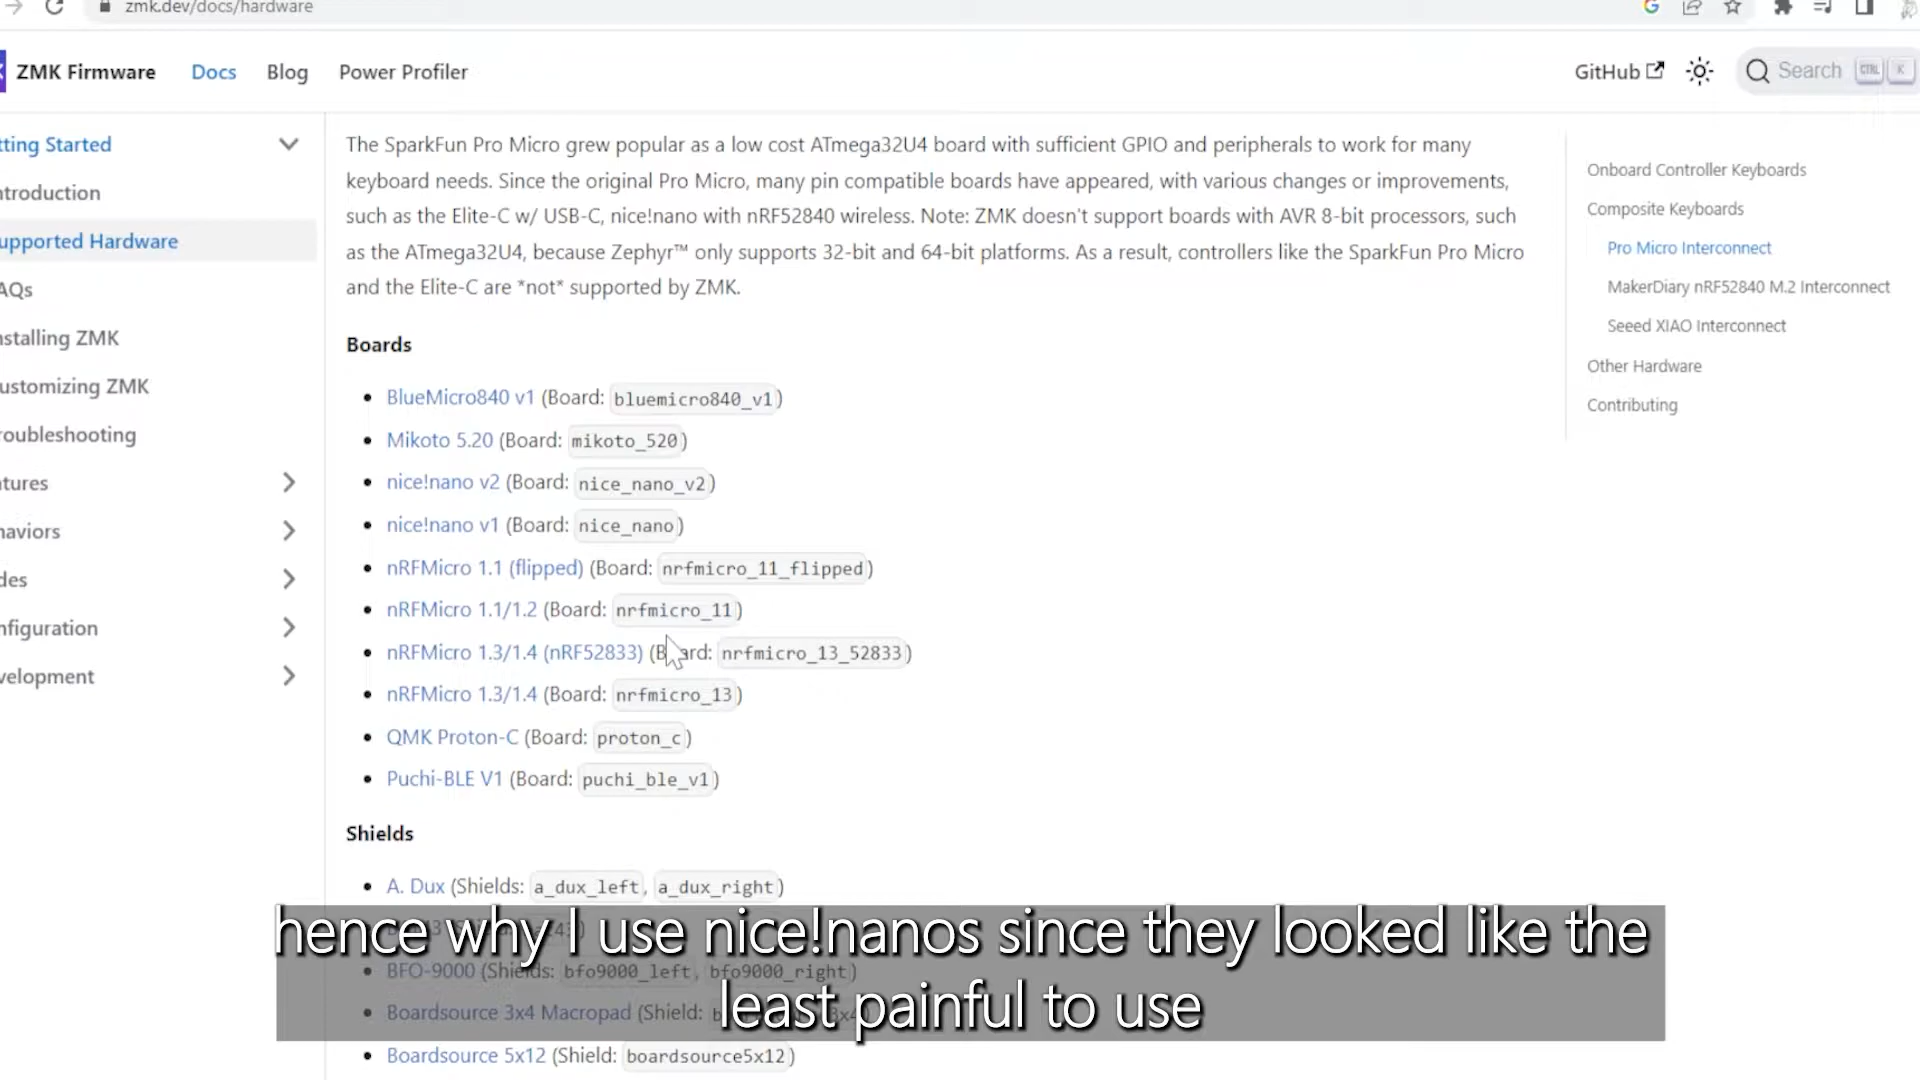 zmk.dev/docs/hardware
ZMK Firmware Docs Blog Power Profiler GitHub Search CTRL K
tting Started
ntroduction
upported Hardware
AQs
nstalling ZMK
ustomizing ZMK
roubleshooting
tures
haviors
des
nfiguration
velopment
The SparkFun Pro Micro grew popular as a low cost ATmega32U4 board with sufficient GPIO and peripherals to work for many
keyboard needs. Since the original Pro Micro, many pin compatible boards have appeared, with various changes or improvements,
such as the Elite-C w/ USB-C, nice!nano with nRF52840 wireless. Note: ZMK doesn't support boards with AVR 8-bit processors, such
as the ATmega32U4, because Zephyr™ only supports 32-bit and 64-bit platforms. As a result, controllers like the SparkFun Pro Micro
and the Elite-C are *not* supported by ZMK.
Boards
BlueMicro840 v1 (Board: bluemicro840_v1)
Mikoto 5.20 (Board: mikoto_520)
nice!nano v2 (Board: nice_nano_v2)
nice!nano v1 (Board: nice_nano)
nRFMicro 1.1 (flipped) (Board: nrfmicro_11_flipped)
nRFMicro 1.1/1.2 (Board: nrfmicro_11)
nRFMicro 1.3/1.4 (nRF52833) (Board: nrfmicro_13_52833)
nRFMicro 1.3/1.4 (Board: nrfmicro_13)
QMK Proton-C (Board: proton_c)
Puchi-BLE V1 (Board: puchi_ble_v1)
Shields
A. Dux (Shields: a_dux_left, a_dux_right)
BFO-9000 (Shields: bfo9000_left, bfo9000_right)
Boardsource 3x4 Macropad (Shield:
Boardsource 5x12 (Shield: boardsource5x12)
Onboard Controller Keyboards
Composite Keyboards
Pro Micro Interconnect
MakerDiary nRF52840 M.2 Interconnect
Seeed XIAO Interconnect
Other Hardware
Contributing
hence why I use nice!nanos since they looked like the
least painful to use